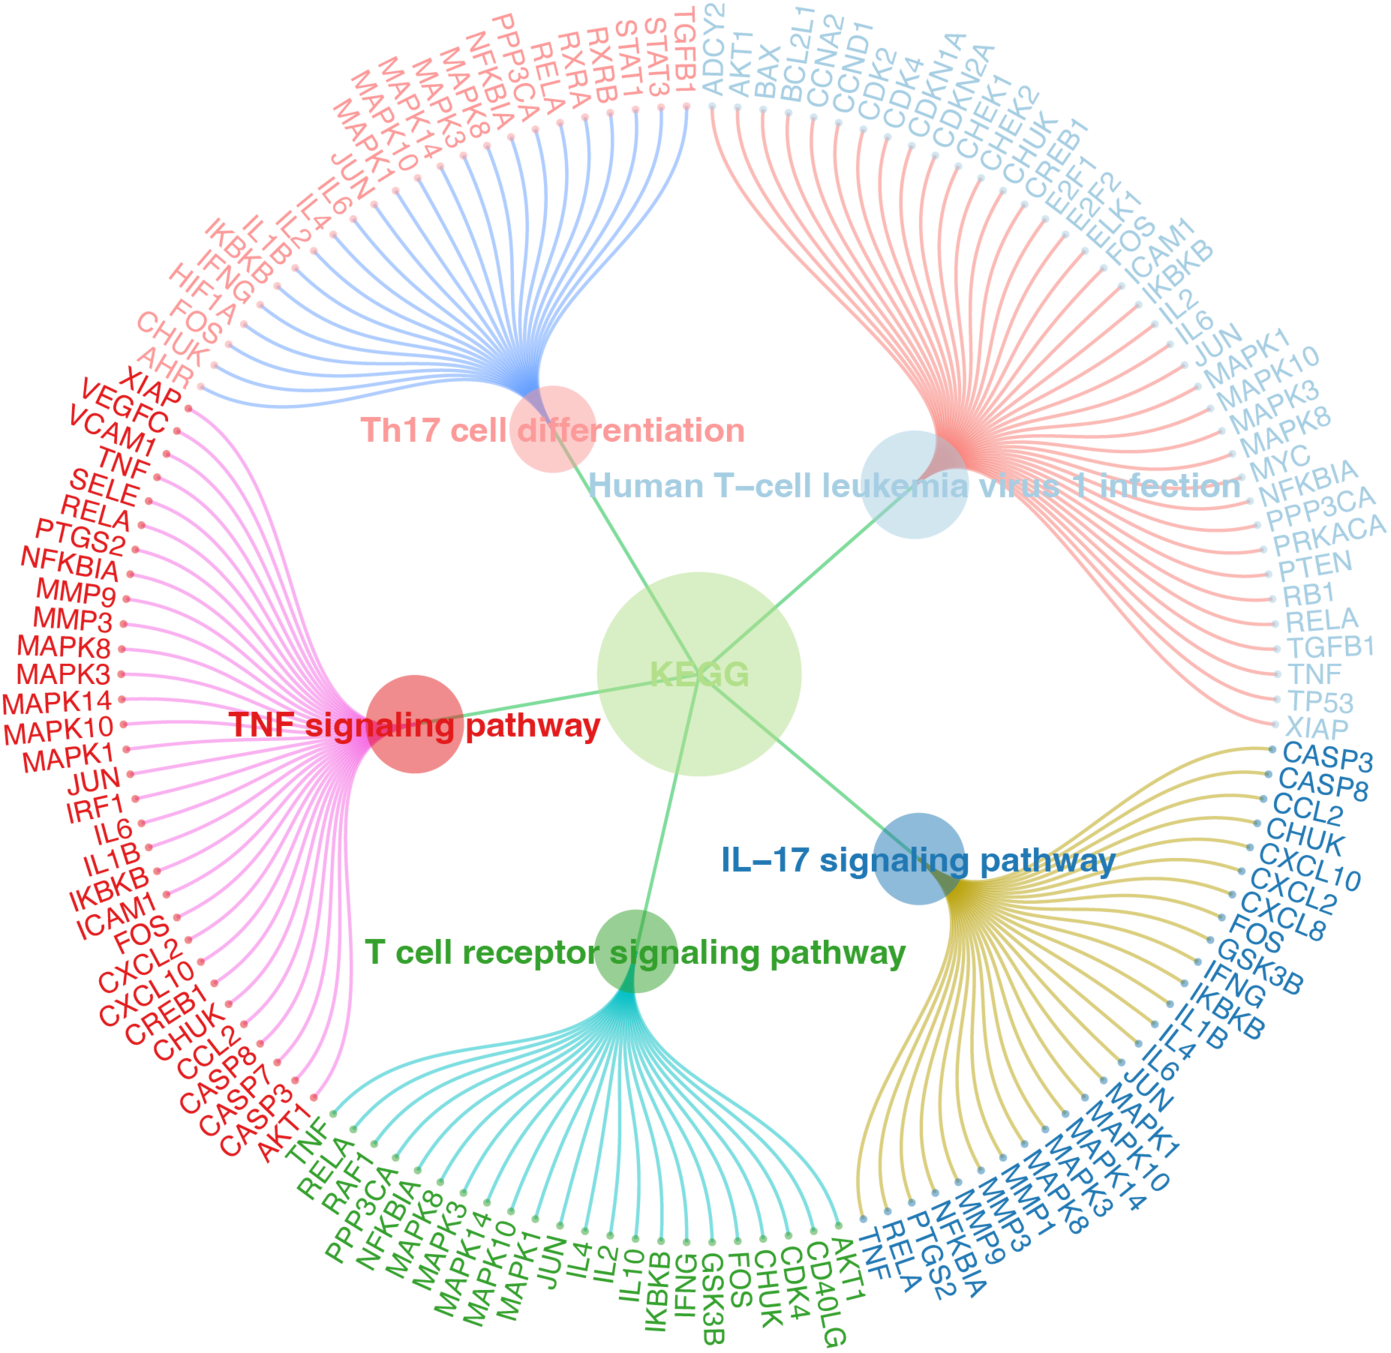 TGFB1
STAT3
STAT1
RXRB
RXRA
RELA
PPP3CA
NFKBIA
MAPK8
MAPK3
MAPK14
MAPK10
MAPK1
JUN
IL6
IL4
IL2
IL1B
IKBKB
IFNG
HIF1A
FOS
CHUK
AHR
ADCY2
AKT1
BAX
BCL2L1
CCNA2
CCND1
CDK2
CDK4
CDKN1A
CDKN2A
CHEK1
CHEK2
CHUK
CREB1
E2F1
E2F2
ELK1
FOS
ICAM1
IKBKB
IL2
IL6
JUN
MAPK1
MAPK10
MAPK3
MAPK8
MYC
NFKBIA
PPP3CA
PRKACA
PTEN
RB1
RELA
TGFB1
TNF
TP53
XIAP
CASP3
CASP8
CCL2
CHUK
CXCL10
CXCL2
CXCL8
FOS
GSK3B
IFNG
IKBKB
IL1B
IL4
IL6
JUN
MAPK1
MAPK10
MAPK14
MAPK3
MAPK8
MMP1
MMP3
MMP9
NFKBIA
PTGS2
RELA
TNF
AKT1
CD40LG
CDK4
CHUK
FOS
GSK3B
IFNG
IKBKB
IL10
IL2
IL4
JUN
MAPK1
MAPK10
MAPK14
MAPK3
MAPK8
NFKBIA
PPP3CA
RAF1
RELA
TNF
AKT1
CASP3
CASP7
CASP8
CCL2
CHUK
CREB1
CXCL10
CXCL2
FOS
ICAM1
IKBKB
IL1B
IL6
IRF1
JUN
MAPK1
MAPK10
MAPK14
MAPK3
MAPK8
MMP3
MMP9
NFKBIA
PTGS2
RELA
SELE
TNF
VCAM1
VEGFC
XIAP
Th17 cell differentiation
Human T−cell leukemia virus 1 infection
KEGG
TNF signaling pathway
IL−17 signaling pathway
T cell receptor signaling pathway